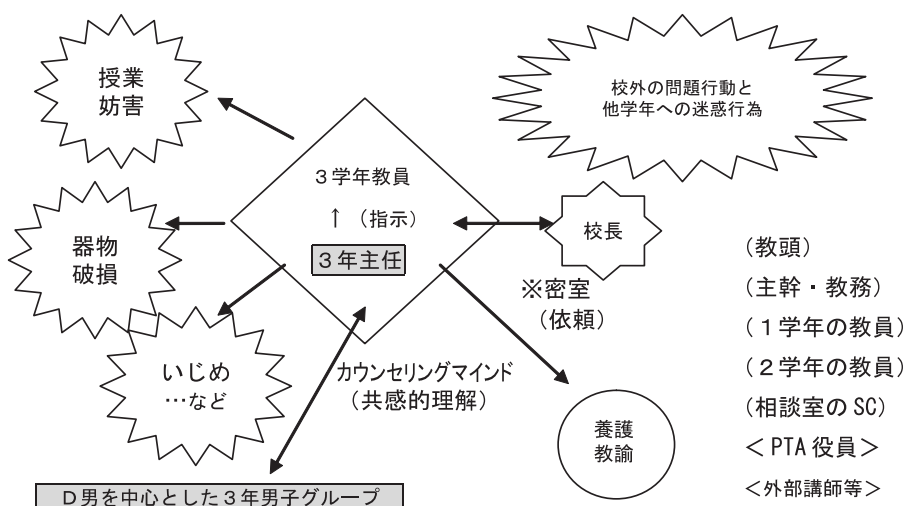 授業
妨害
校外の問題行動と
他学年への迷惑行為
3学年教員
↑（指示）
3年主任
校長
器物
破損
※密室
（依頼）
いじめ
…など
カウンセリングマインド
（共感的理解）
養護
教諭
D男を中心とした3年男子グループ
（教頭）
（主幹・教務）
（1学年の教員）
（2学年の教員）
（相談室のSC）
＜PTA役員＞
＜外部講師等＞